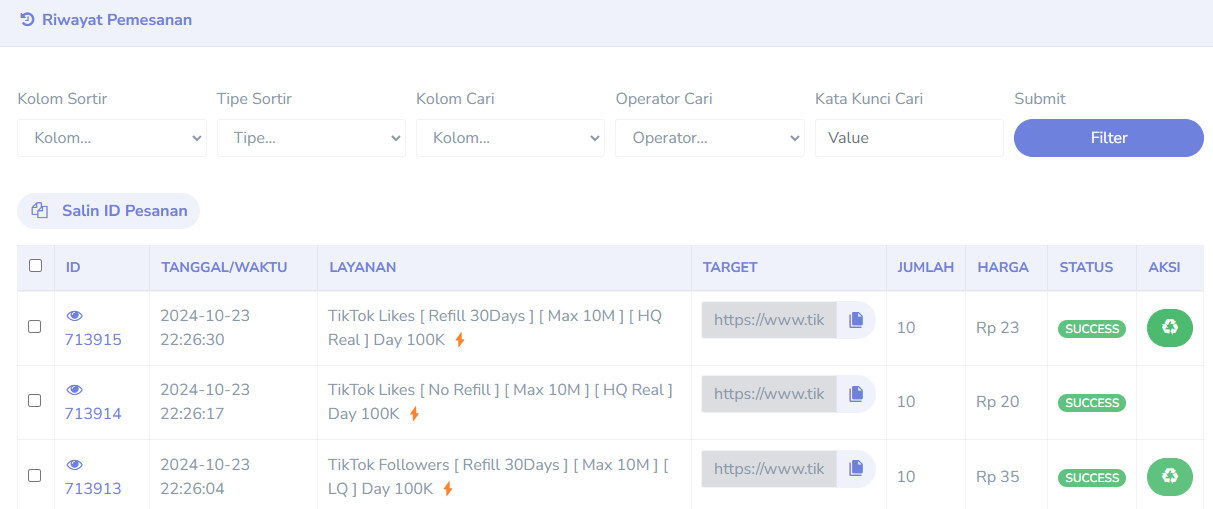 Riwayat Pemesanan
Kolom Sortir
Tipe Sortir
Kolom Cari
Operator Cari
Kata Kunci Cari
Submit
Kolom...
Tipe...
Kolom...
Operator...
Value
Filter
Salin ID Pesanan
ID
TANGGAL/WAKTU
LAYANAN
TARGET
JUMLAH
HARGA
STATUS
AKSI
713915
2024-10-23
22:26:30
TikTok Likes [ Refill 30Days ] [ Max 10M ] [ HQ
Real ] Day 100K
https://www.tik
10
Rp 23
SUCCESS
713914
2024-10-23
22:26:17
TikTok Likes [ No Refill ] [ Max 10M ] [ HQ Real ]
Day 100K
https://www.tik
10
Rp 20
SUCCESS
713913
2024-10-23
22:26:04
TikTok Followers [ Refill 30Days ] [ Max 10M ] [
LQ ] Day 100K
https://www.tik
10
Rp 35
SUCCESS